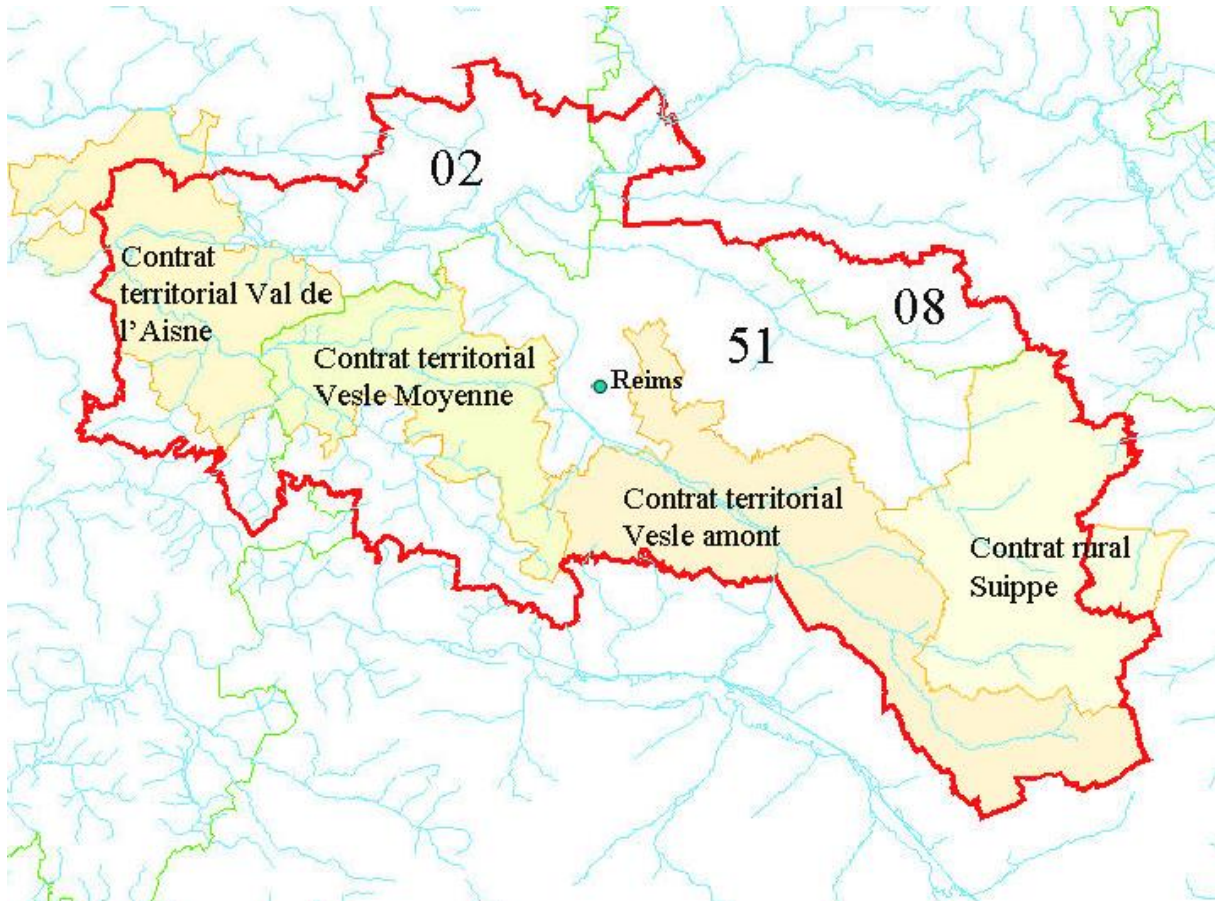 02
Contrat
territorial Val de
l'Aisne
08
51
Contrat territorial
Vesle Moyenne
Reims
Contrat territorial
Vesle amont
Contrat rural
Suippe